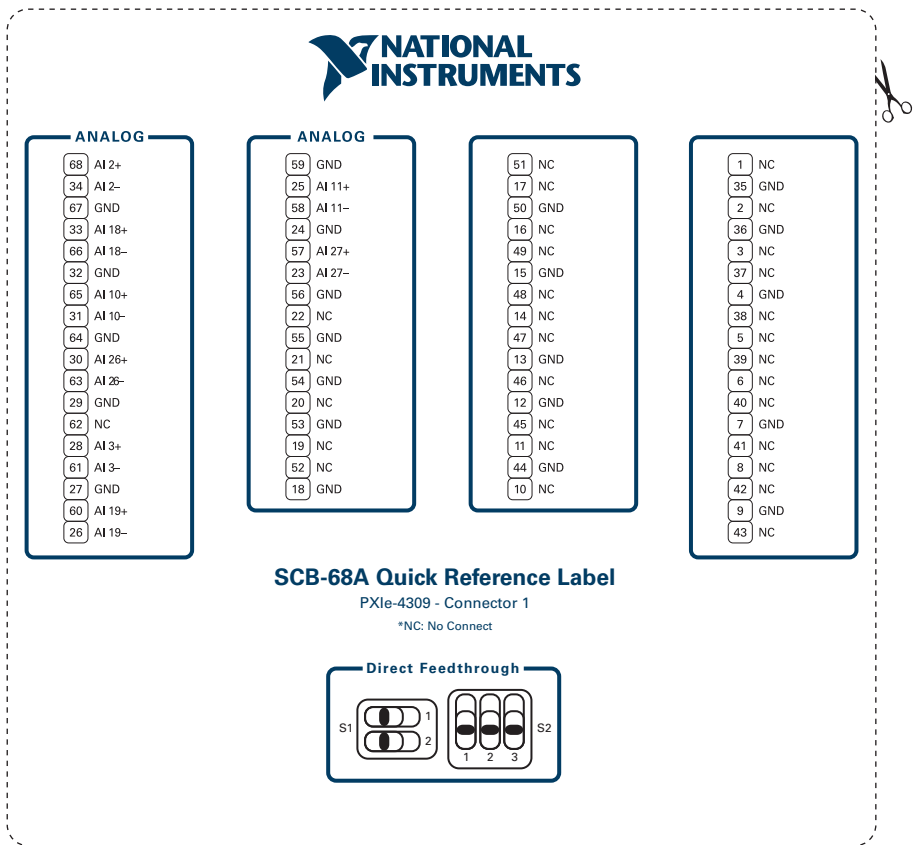 NATIONAL
INSTRUMENTS
ANALOG
68 AI 2+
34 AI 2–
67 GND
33 AI 18+
66 AI 18–
32 GND
65 AI 10+
31 AI 10–
64 GND
30 AI 26+
63 AI 26–
29 GND
62 NC
28 AI 3+
61 AI 3–
27 GND
60 AI 19+
26 AI 19–
ANALOG
59 GND
25 AI 11+
58 AI 11–
24 GND
57 AI 27+
23 AI 27–
56 GND
22 NC
55 GND
21 NC
54 GND
20 NC
53 GND
19 NC
52 NC
18 GND
51 NC
17 NC
50 GND
16 NC
49 NC
15 GND
48 NC
14 NC
47 NC
13 GND
46 NC
12 GND
45 NC
11 NC
44 GND
10 NC
1 NC
35 GND
2 NC
36 GND
3 NC
37 NC
4 GND
38 NC
5 NC
39 NC
6 NC
40 NC
7 GND
41 NC
8 NC
42 NC
9 GND
43 NC
SCB-68A Quick Reference Label
PXIe-4309 - Connector 1
*NC: No Connect
Direct Feedthrough
S1
1
2
S2
1 2 3